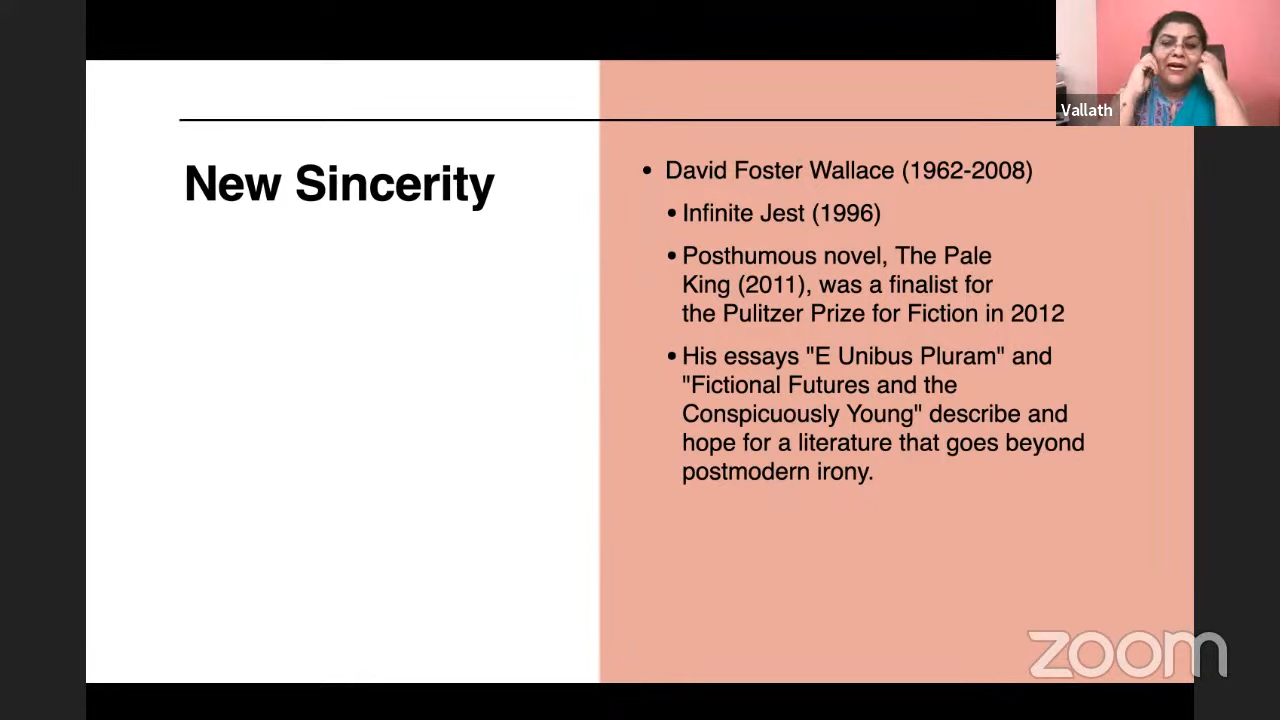 Vallath
New Sincerity
• David Foster Wallace (1962-2008)
• Infinite Jest (1996)
• Posthumous novel, The Pale
King (2011), was a finalist for
the Pulitzer Prize for Fiction in 2012
• His essays "E Unibus Pluram" and
"Fictional Futures and the
Conspicuously Young" describe and
hope for a literature that goes beyond
postmodern irony.
zoom